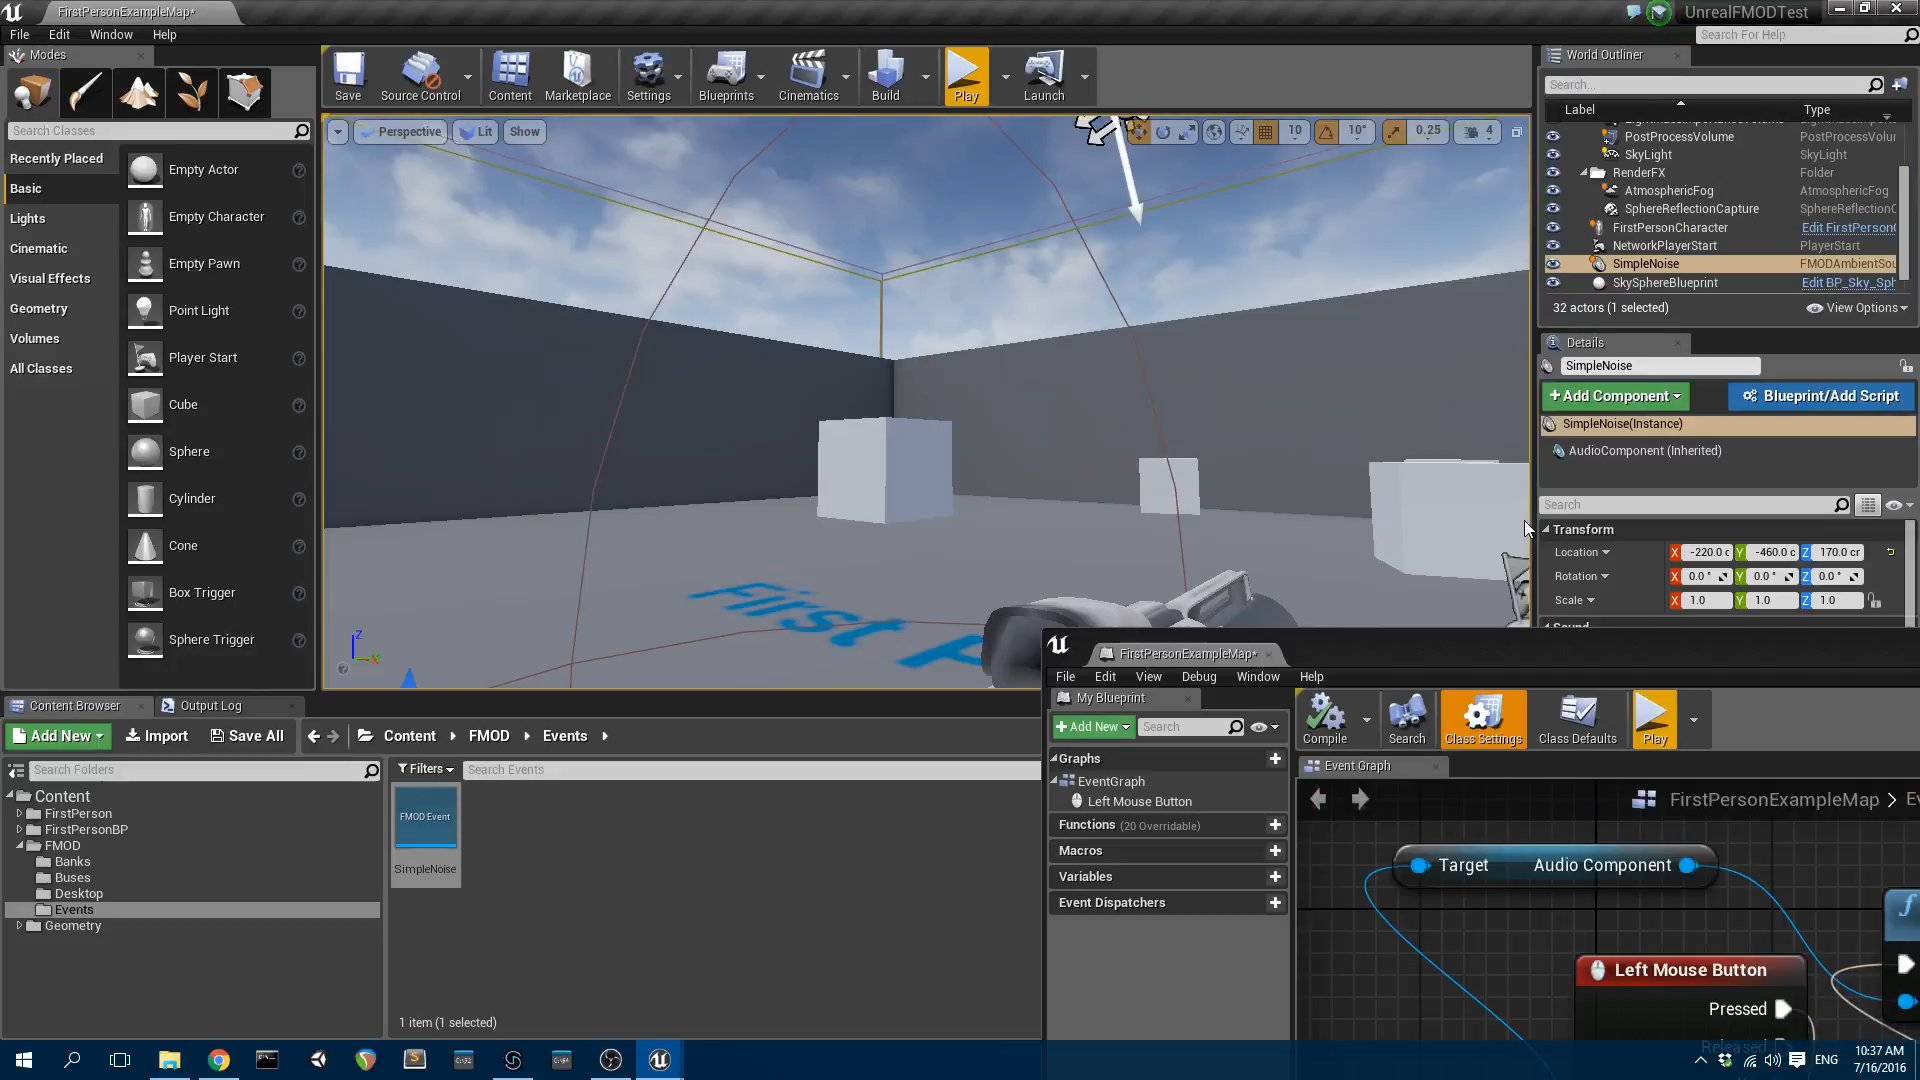 FirstPersonExampleMap*
UnrealFMODTest
File Edit Window Help
Search For Help
Modes
Search Classes
Recently Placed
Basic
Lights
Cinematic
Visual Effects
Geometry
Volumes
All Classes
Empty Actor
Empty Character
Empty Pawn
Point Light
Player Start
Cube
Sphere
Cylinder
Cone
Box Trigger
Sphere Trigger
Save Source Control Content Marketplace Settings Blueprints Cinematics Build Play Launch
Perspective Lit Show 10 10° 0.25 4
First P
Z
X
World Outliner
Search...
Label Type
PostProcessVolume PostProcessVolur
SkyLight SkyLight
RenderFX Folder
AtmosphericFog AtmosphericFog
SphereReflectionCapture SphereReflectionC
FirstPersonCharacter Edit FirstPersonC
NetworkPlayerStart PlayerStart
SimpleNoise FMODAmbientSou
SkySphereBlueprint Edit BP_Sky_Sph
32 actors (1 selected) View Options
Details
SimpleNoise
+Add Component Blueprint/Add Script
SimpleNoise(Instance)
AudioComponent (Inherited)
Search
Transform
Location X -220.0 c Y -460.0 c Z 170.0 cr
Rotation X 0.0 ° Y 0.0 ° Z 0.0 °
Scale X 1.0 Y 1.0 Z 1.0
Content Browser Output Log
Add New Import Save All Content FMOD Events
Search Folders
Filters Search Events
Content
FirstPerson
FirstPersonBP
FMOD
Banks
Buses
Desktop
Events
Geometry
FMOD Event
SimpleNoise
1 item (1 selected)
FirstPersonExampleMap*
File Edit View Debug Window Help
My Blueprint
+Add New Search
Graphs
EventGraph
Left Mouse Button
Functions (20 Overridable)
Macros
Variables
Event Dispatchers
Compile Search Class Settings Class Defaults Play
Event Graph
FirstPersonExampleMap > Ev
Target Audio Component
f
Left Mouse Button
Pressed
Released
ENG
10:37 AM
7/16/2016